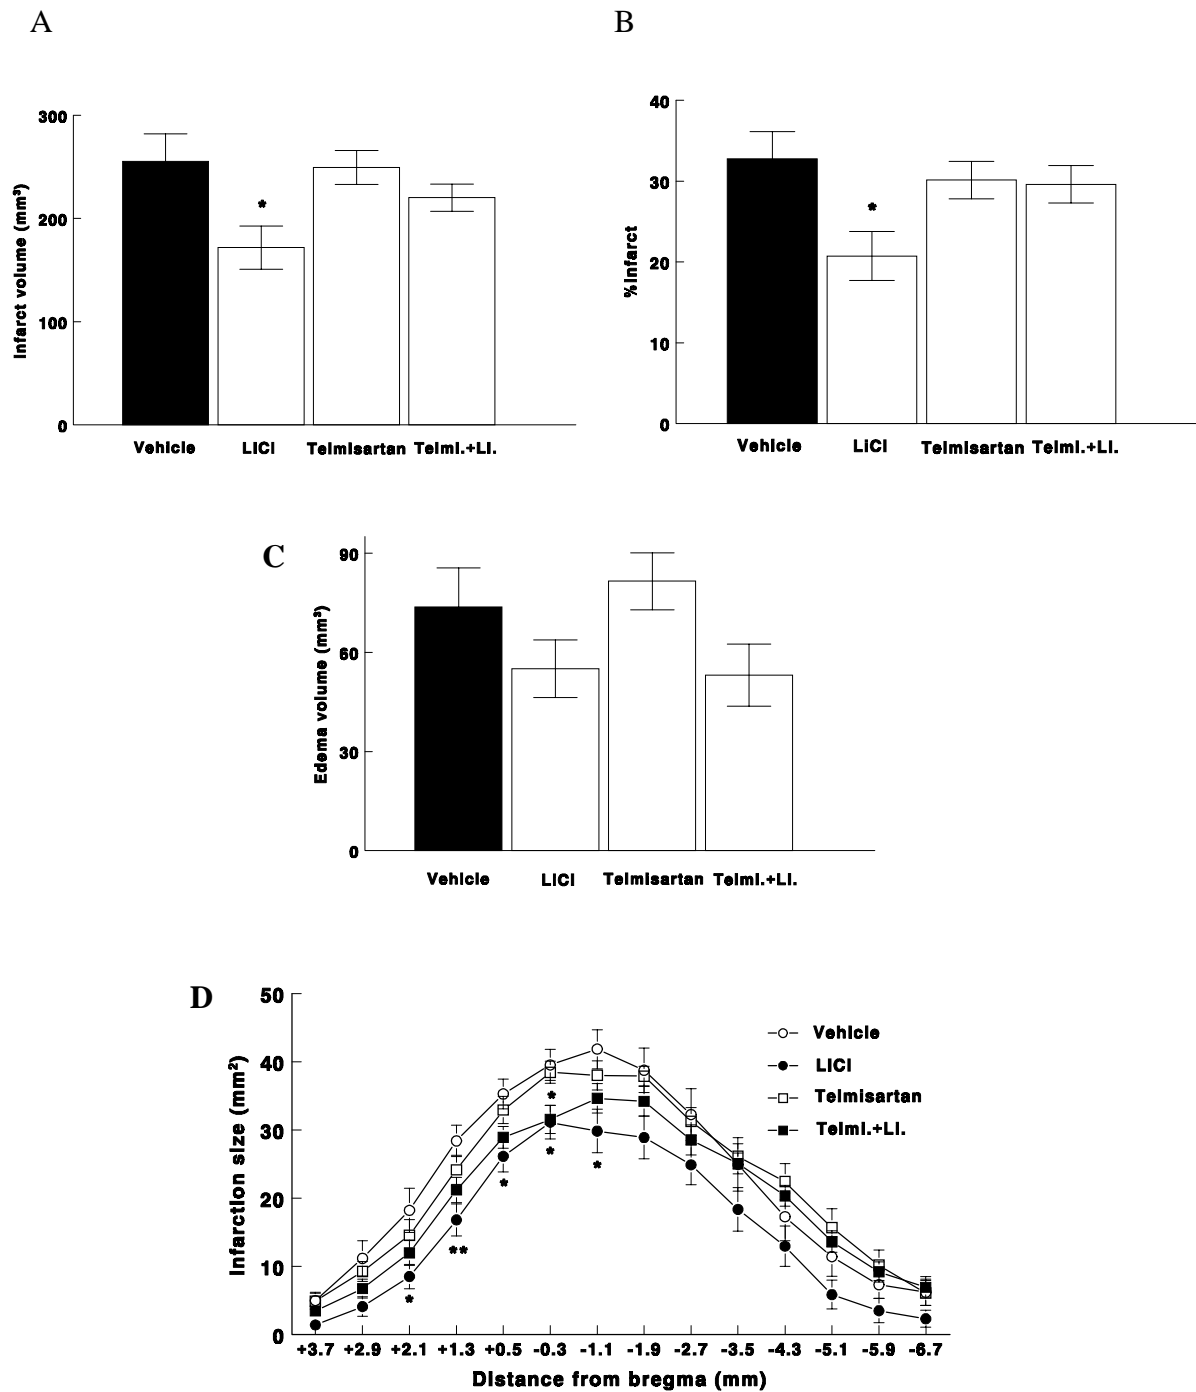 A
B
300
200
100
0
Infarct volume (mm³)
*
Vehicle LiCl Telmisartan Telmi.+Li.
40
30
20
10
0
%Infarct
*
Vehicle LiCl Telmisartan Telmi.+Li.
C
90
60
30
0
Edema volume (mm³)
Vehicle LiCl Telmisartan Telmi.+Li.
D
50
40
30
20
10
0
Infarction size (mm²)
Vehicle
LiCl
Telmisartan
Telmi.+Li.
*
*
*
*
**
*
+3.7 +2.9 +2.1 +1.3 +0.5 -0.3 -1.1 -1.9 -2.7 -3.5 -4.3 -5.1 -5.9 -6.7
Distance from bregma (mm)